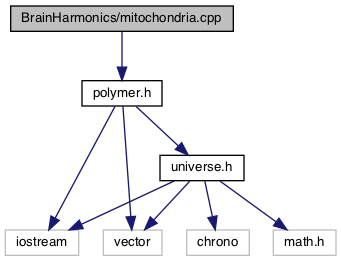 BrainHarmonics/mitochondria.cpp
polymer.h
universe.h
iostream
vector
chrono
math.h